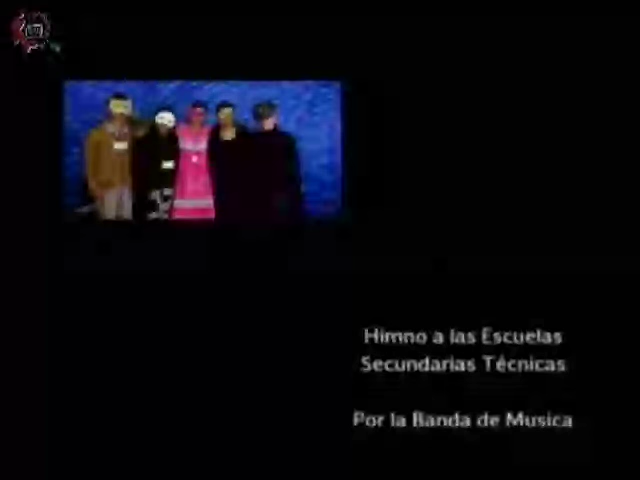 Himno a las Escuelas
Secundarias Técnicas
Por la Banda de Musica